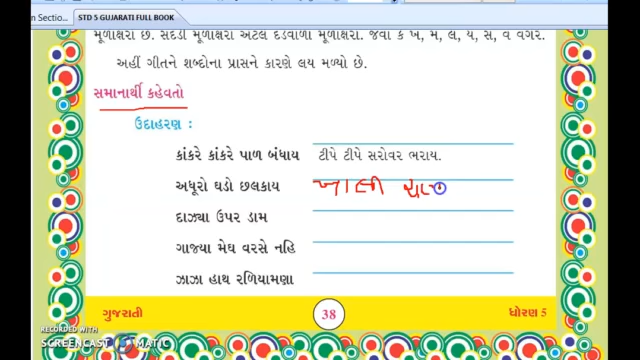 n Section...
STD 5 GUJARATI FULL BOOK
મૂળાક્ષરો છે. સદંડી મૂળાક્ષરો એટલે દંડવાળા મૂળાક્ષરો. જેવા કે ખ, મ, લ, ય, સ, વ વગેરે.
અહીં ગીતને શબ્દોના પ્રાસને કારણે લય મળ્યો છે.
સમાનાર્થી કહેવતો
ઉદાહરણ :
કાંકરે કાંકરે પાળ બંધાય ટીપે ટીપે સરોવર ભરાય.
અધૂરો ઘડો છલકાય ખાલી
દાઝ્યા ઉપર ડામ
ગાજ્યા મેઘ વરસે નહિ
ઝાઝા હાથ રળિયામણા
ગુજરાતી 38 ધોરણ 5
RECORDED WITH
SCREENCAST MATIC